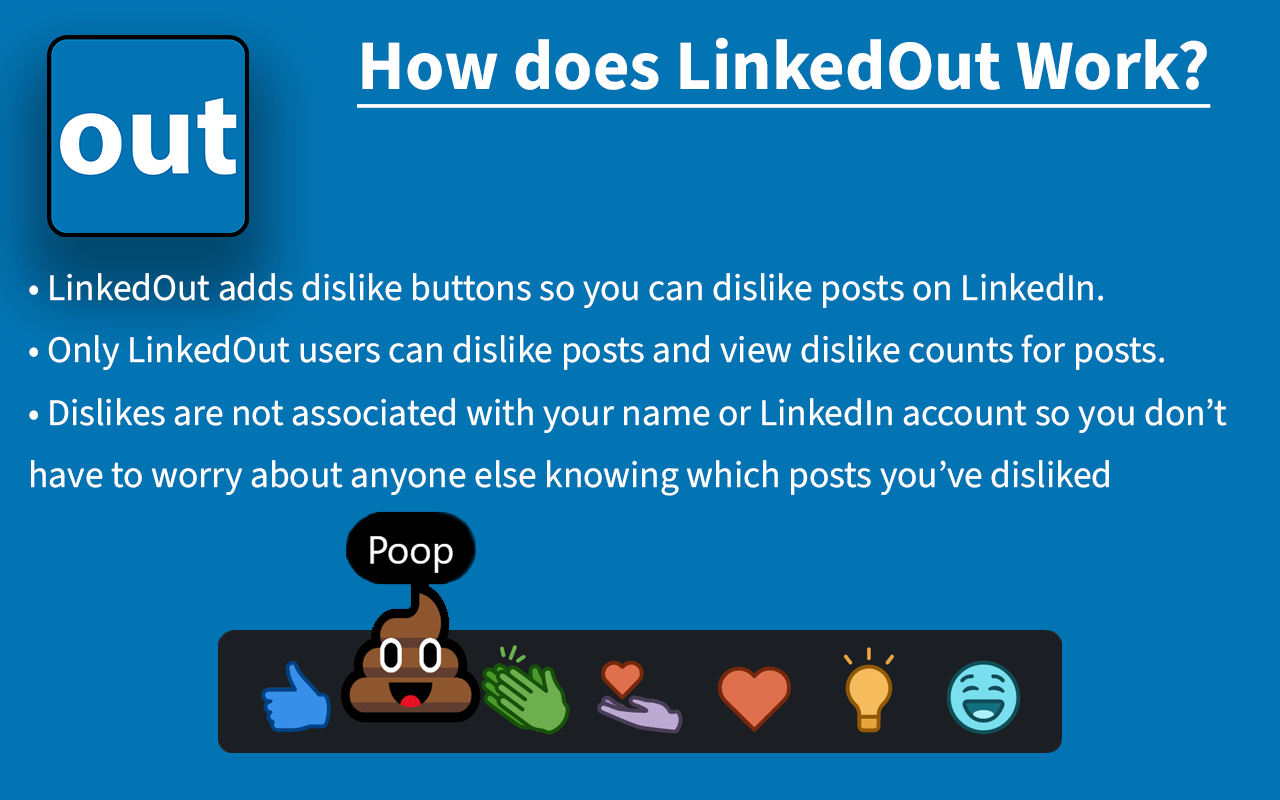 out
How does LinkedOut Work?
• LinkedOut adds dislike buttons so you can dislike posts on LinkedIn.
• Only LinkedOut users can dislike posts and view dislike counts for posts.
• Dislikes are not associated with your name or LinkedIn account so you don’t
have to worry about anyone else knowing which posts you’ve disliked
Poop